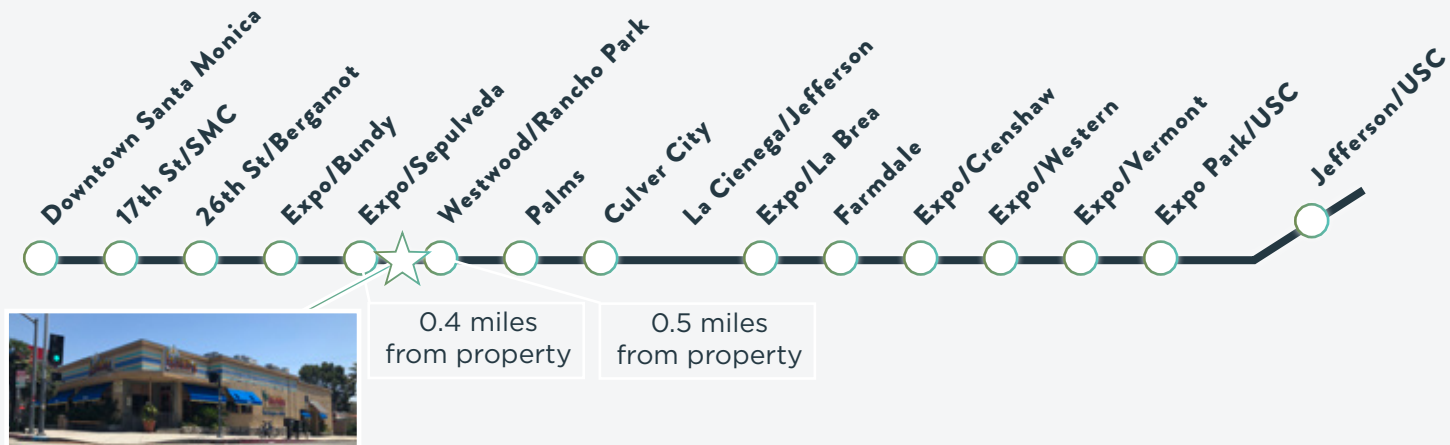 Downtown Santa Monica
17th St/SMC
26th St/Bergamot
Expo/Bundy
Expo/Sepulveda
Westwood/Rancho Park
Palms
Culver City
La Cienega/Jefferson
Expo/La Brea
Farmdale
Expo/Crenshaw
Expo/Western
Expo/Vermont
Expo Park/USC
Jefferson/USC
0.4 miles
from property
0.5 miles
from property